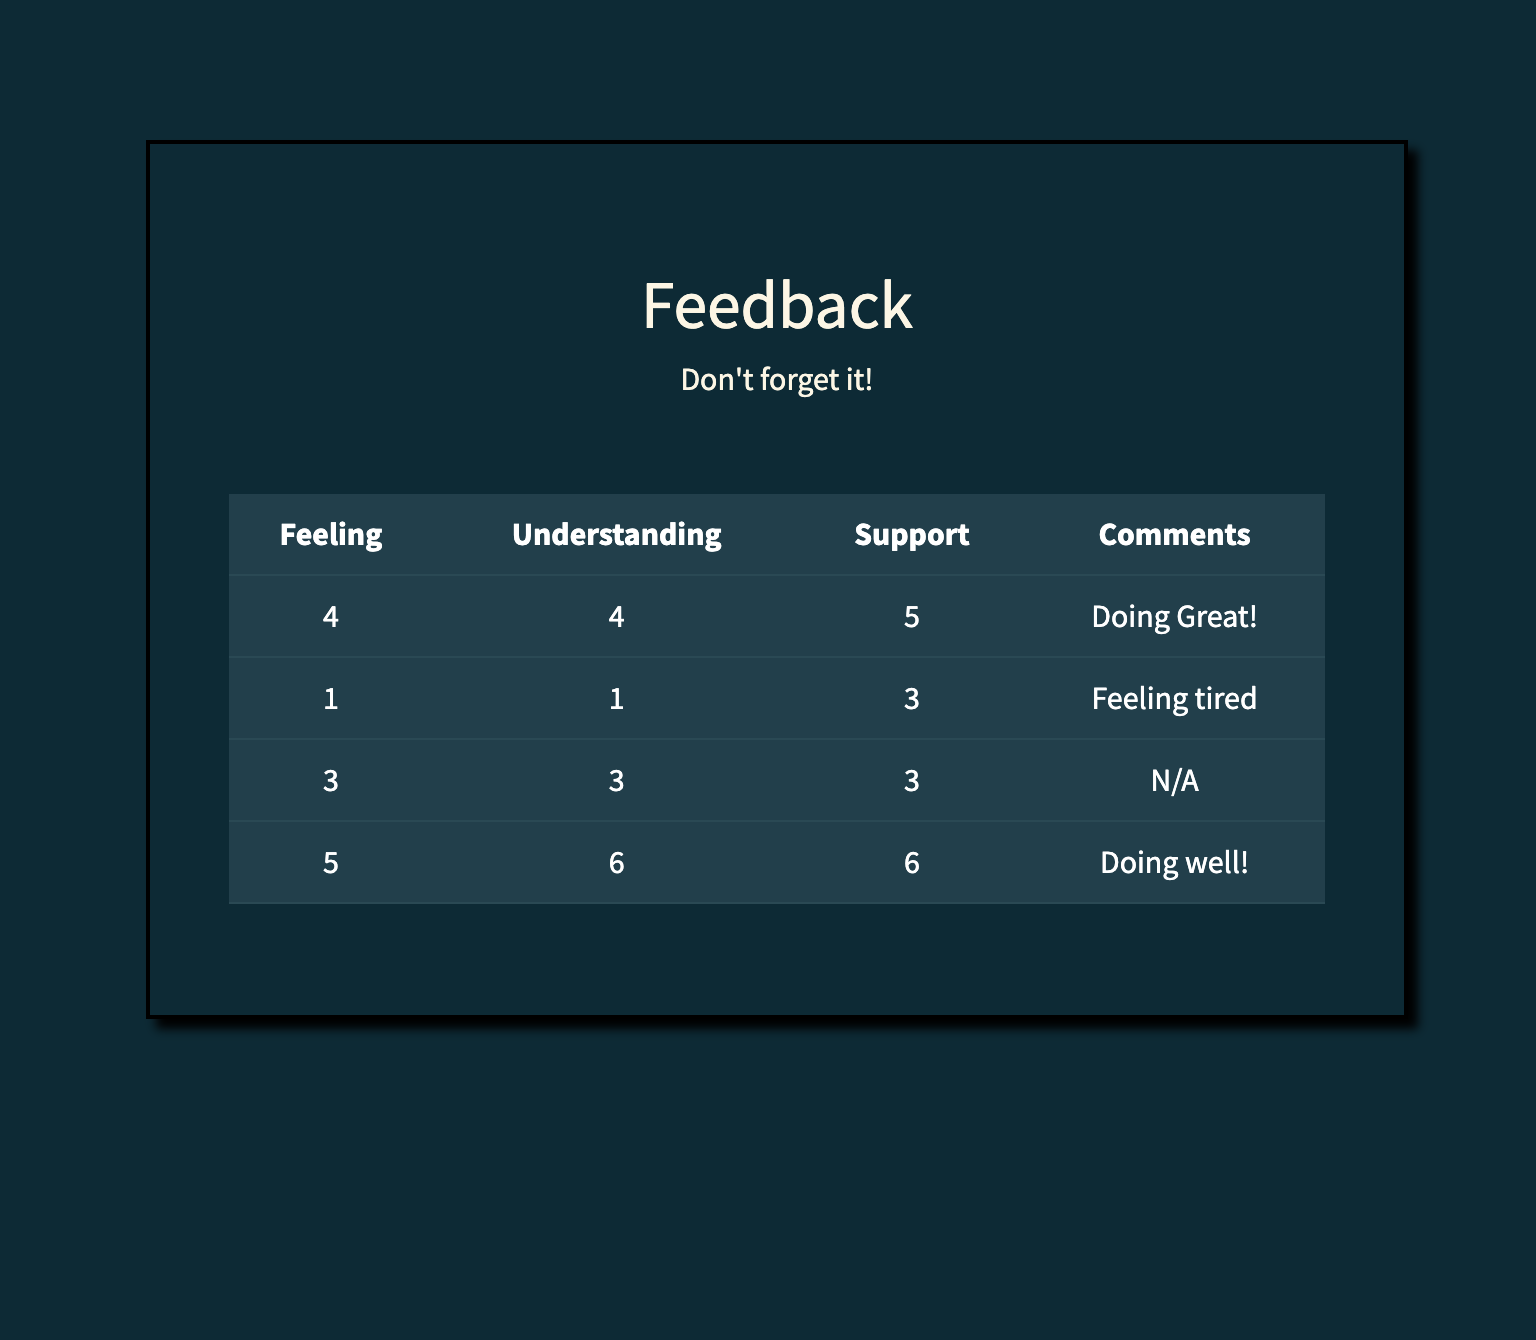 Feedback
Don't forget it!
Feeling Understanding Support Comments
4 4 5 Doing Great!
1 1 3 Feeling tired
3 3 3 N/A
5 6 6 Doing well!